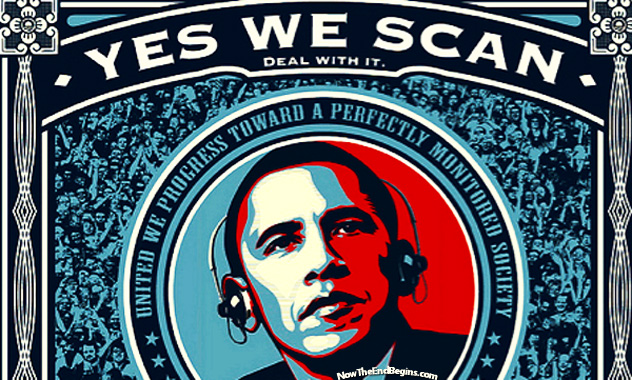 YES WE SCAN
DEAL WITH IT.
UNITED WE PROGRESS TOWARD A PERFECTLY MONITORED SOCIETY
NowTheEndBegins.com